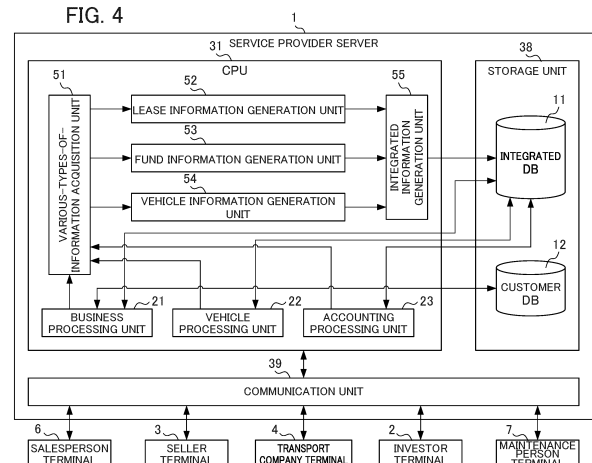 FIG. 4
1
SERVICE PROVIDER SERVER
31
CPU
38
STORAGE UNIT
51
VARIOUS-TYPES-OF-
INFORMATION ACQUISITION UNIT
52
LEASE INFORMATION GENERATION UNIT
53
FUND INFORMATION GENERATION UNIT
54
VEHICLE INFORMATION GENERATION
UNIT
55
INTEGRATED
INFORMATION
GENERATION UNIT
11
INTEGRATED
DB
12
CUSTOMER
DB
21
BUSINESS
PROCESSING UNIT
22
VEHICLE
PROCESSING UNIT
23
ACCOUNTING
PROCESSING UNIT
39
COMMUNICATION UNIT
6
SALESPERSON
TERMINAL
3
SELLER
TERMINAL
4
TRANSPORT
COMPANY TERMINAL
2
INVESTOR
TERMINAL
7
MAINTENANCE
PERSON
TERMINAL